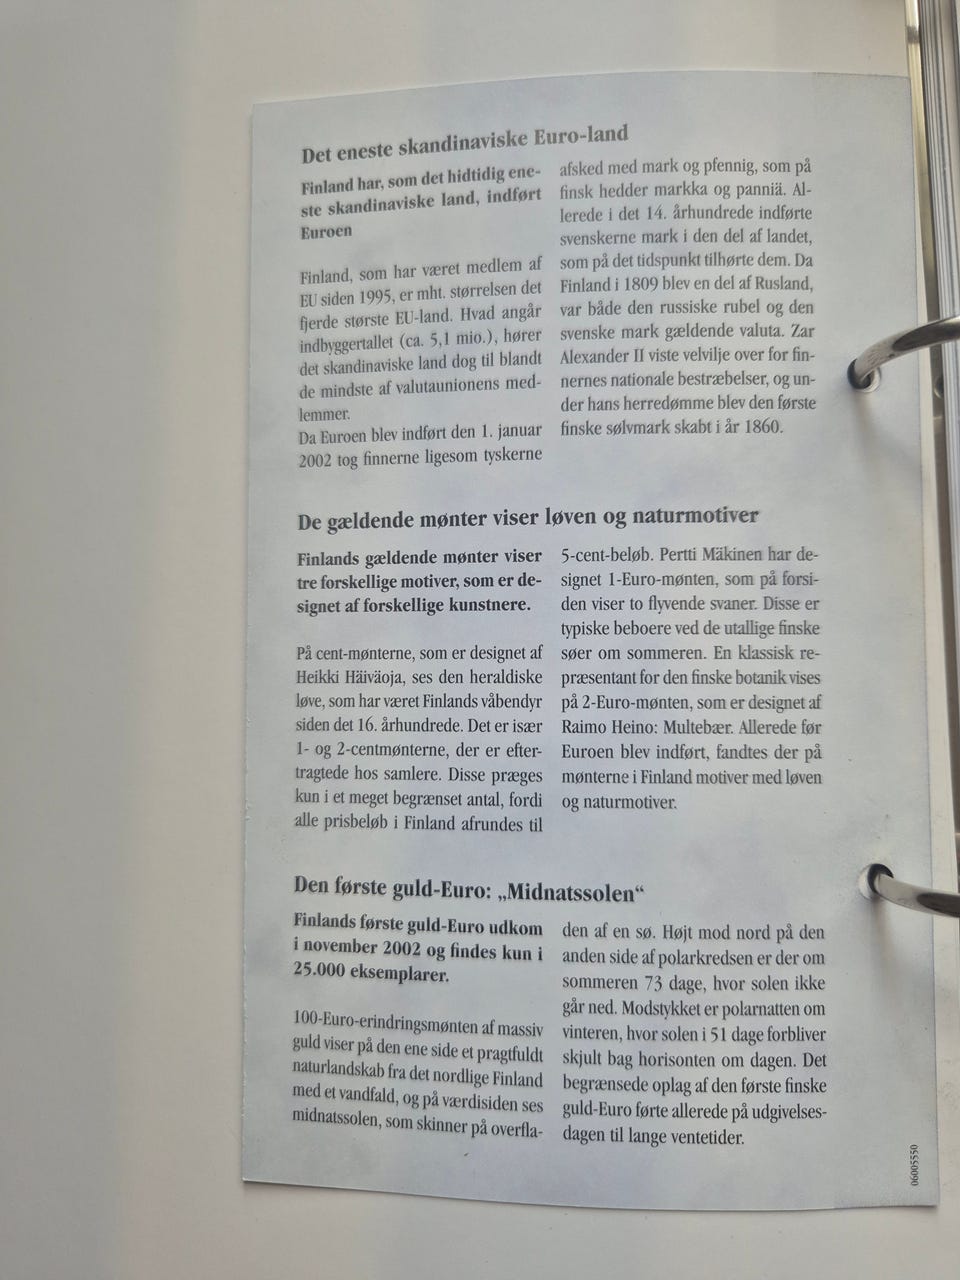 Det eneste skandinaviske Euro-land
Finland har, som det hidtidig ene-
ste skandinaviske land, indført
Euroen
Finland, som har været medlem af
EU siden 1995, er mht. størrelsen det
fjerde største EU-land. Hvad angår
indbyggertallet (ca. 5,1 mio.), hører
det skandinaviske land dog til blandt
de mindste af valutaunionens med-
lemmer.
Da Euroen blev indført den 1. januar
2002 tog finnerne ligesom tyskerne
afsked med mark og pfennig, som på
finsk hedder markka og panniä. Al-
lerede i det 14. århundrede indførte
svenskerne mark i den del af landet,
som på det tidspunkt tilhørte dem. Da
Finland i 1809 blev en del af Rusland,
var både den russiske rubel og den
svenske mark gældende valuta. Zar
Alexander II viste velvilje over for fin-
nernes nationale bestræbelser, og un-
der hans herredømme blev den første
finske sølvmark skabt i år 1860.
De gældende mønter viser løven og naturmotiver
Finlands gældende mønter viser
tre forskellige motiver, som er de-
signet af forskellige kunstnere.
På cent-mønterne, som er designet af
Heikki Häiväoja, ses den heraldiske
løve, som har været Finlands våbendyr
siden det 16. århundrede. Det er især
1- og 2-centmønterne, der er efter-
tragtede hos samlere. Disse præges
kun i et meget begrænset antal, fordi
alle prisbeløb i Finland afrundes til
5-cent-beløb. Pertti Mäkinen har de-
signet 1-Euro-mønten, som på forsi-
den viser to flyvende svaner. Disse er
typiske beboere ved de utallige finske
søer om sommeren. En klassisk re-
præsentant for den finske botanik vises
på 2-Euro-mønten, som er designet af
Raimo Heino: Multebær. Allerede før
Euroen blev indført, fandtes der på
mønterne i Finland motiver med løven
og naturmotiver.
Den første guld-Euro: „Midnatssolen“
Finlands første guld-Euro udkom
i november 2002 og findes kun i
25.000 eksemplarer.
100-Euro-erindringsmønten af massiv
guld viser på den ene side et pragtfuldt
naturlandskab fra det nordlige Finland
med et vandfald, og på værdisiden ses
midnatssolen, som skinner på overfla-
den af en sø. Højt mod nord på den
anden side af polarkredsen er der om
sommeren 73 dage, hvor solen ikke
går ned. Modstykket er polarnatten om
vinteren, hvor solen i 51 dage forbliver
skjult bag horisonten om dagen. Det
begrænsede oplag af den første finske
guld-Euro førte allerede på udgivelses-
dagen til lange ventetider.
06005550